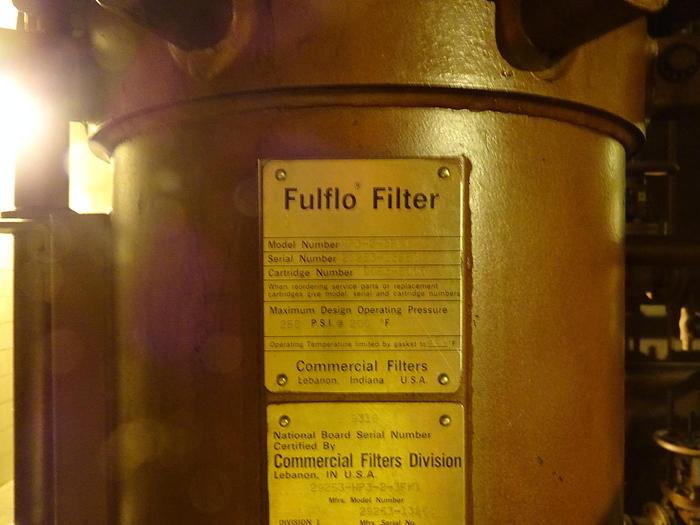 Fulflo® Filter
Model Number
Serial Number
Cartridge Number
When reordering service parts or replacement
cartridges give model, serial and cartridge numbers
Maximum Design Operating Pressure
250 P.S.I. @ 200 °F
Operating Temperature limited by gasket to °F
Commercial Filters
Lebanon, Indiana U.S.A.
National Board Serial Number
Certified By
Commercial Filters Division
Lebanon, IN U.S.A.
Mfrs. Model Number
DIVISION 1 Mfrs. Serial No.